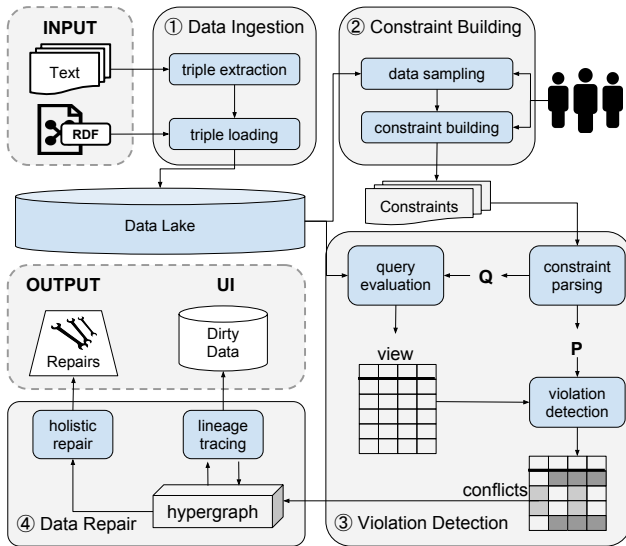 INPUT
① Data Ingestion
② Constraint Building
Text
triple extraction
data sampling
RDF
triple loading
constraint building
Data Lake
Constraints
OUTPUT
UI
query
evaluation
Q
constraint
parsing
Repairs
Dirty
Data
view
P
violation
detection
holistic
repair
lineage
tracing
conflicts
hypergraph
④ Data Repair
③ Violation Detection